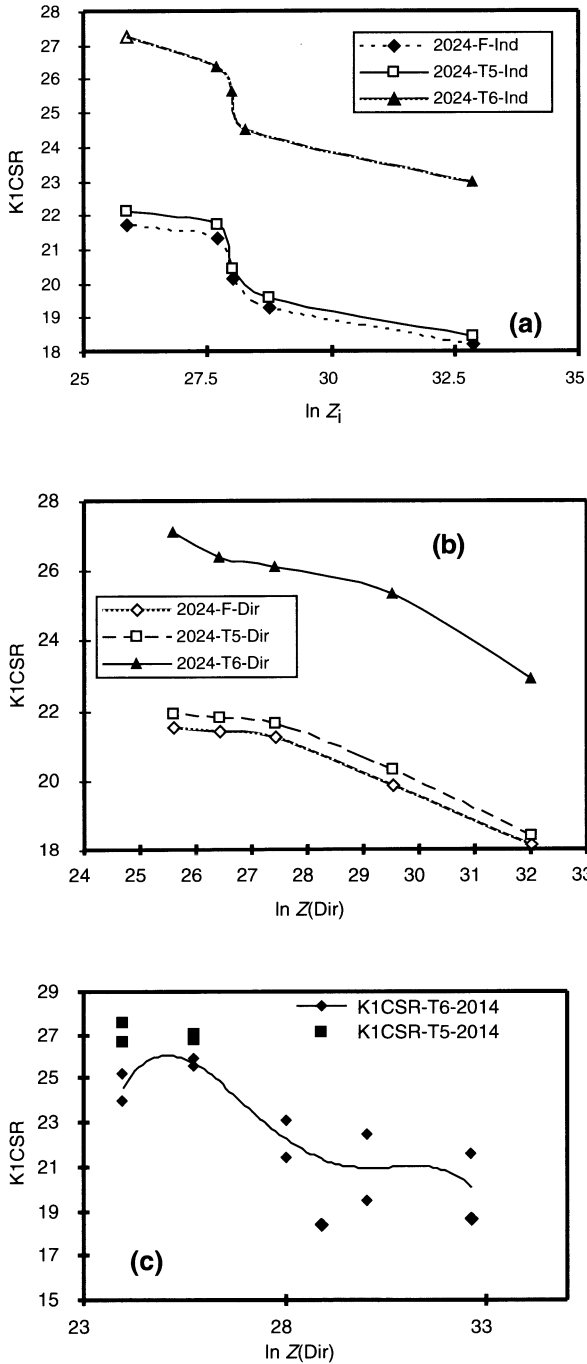 28
27
26
25
24
23
22
21
20
19
18
K1CSR
2024-F-Ind
2024-T5-Ind
2024-T6-Ind
(a)
25 27.5 30 32.5 35
ln Zi
28
26
24
22
20
18
K1CSR
(b)
2024-F-Dir
2024-T5-Dir
2024-T6-Dir
24 25 26 27 28 29 30 31 32 33
ln Z(Dir)
29
27
25
23
21
19
17
15
K1CSR
K1CSR-T6-2014
K1CSR-T5-2014
(c)
23 28 33
ln Z(Dir)